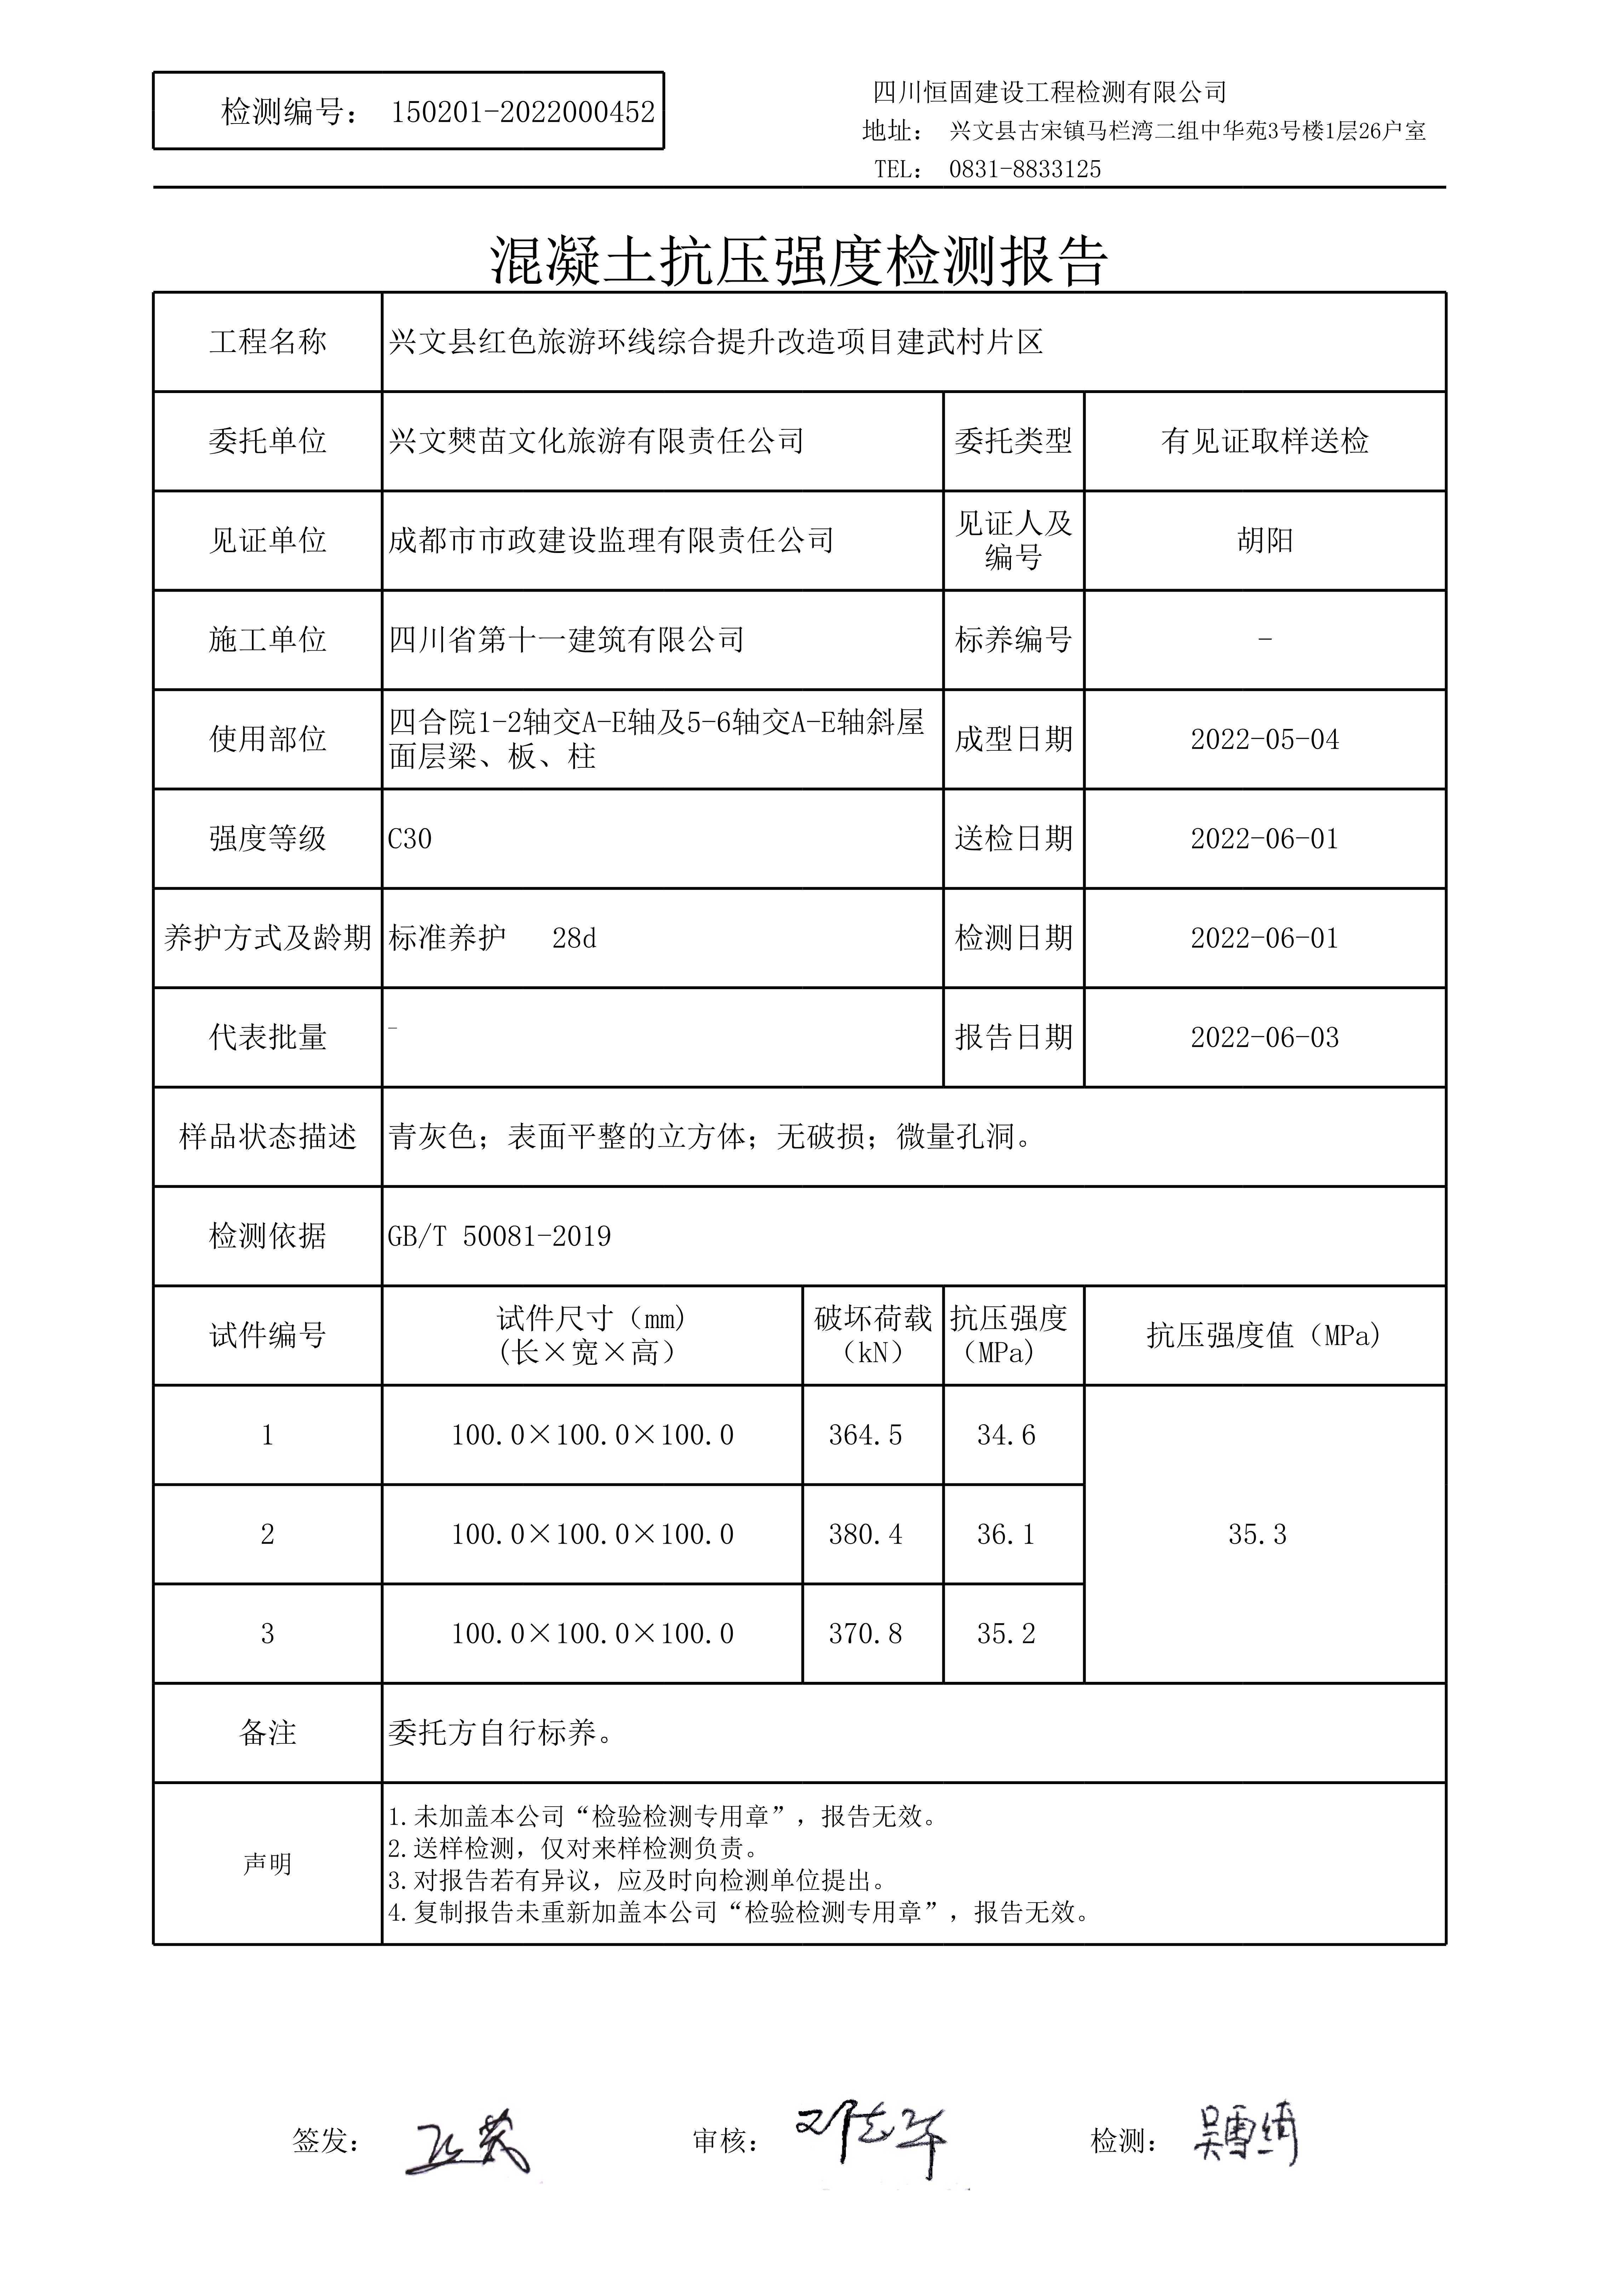 检测编号： 150201-2022000452
四川恒固建设工程检测有限公司
地址： 兴文县古宋镇马栏湾二组中华苑3号楼1层26户室
TEL： 0831-8833125
混凝土抗压强度检测报告
工程名称 兴文县红色旅游环线综合提升改造项目建武村片区
委托单位 兴文僰苗文化旅游有限责任公司 委托类型 有见证取样送检
见证单位 成都市市政建设监理有限责任公司 见证人及编号 胡阳
施工单位 四川省第十一建筑有限公司 标养编号 -
使用部位 四合院1-2轴交A-E轴及5-6轴交A-E轴斜屋
面层梁、板、柱 成型日期 2022-05-04
强度等级 C30 送检日期 2022-06-01
养护方式及龄期 标准养护 28d 检测日期 2022-06-01
代表批量 - 报告日期 2022-06-03
样品状态描述 青灰色；表面平整的立方体；无破损；微量孔洞。
检测依据 GB/T 50081-2019
试件编号 试件尺寸（mm） 破坏荷载 抗压强度 抗压强度值（MPa）
(长×宽×高） （kN） （MPa)
1 100.0×100.0×100.0 364.5 34.6
2 100.0×100.0×100.0 380.4 36.1 35.3
3 100.0×100.0×100.0 370.8 35.2
备注 委托方自行标养。
声明
1.未加盖本公司“检验检测专用章”，报告无效。
2.送样检测，仅对来样检测负责。
3.对报告若有异议，应及时向检测单位提出。
4.复制报告未重新加盖本公司“检验检测专用章”，报告无效。
签发： 审核： 检测： 吴雪绮